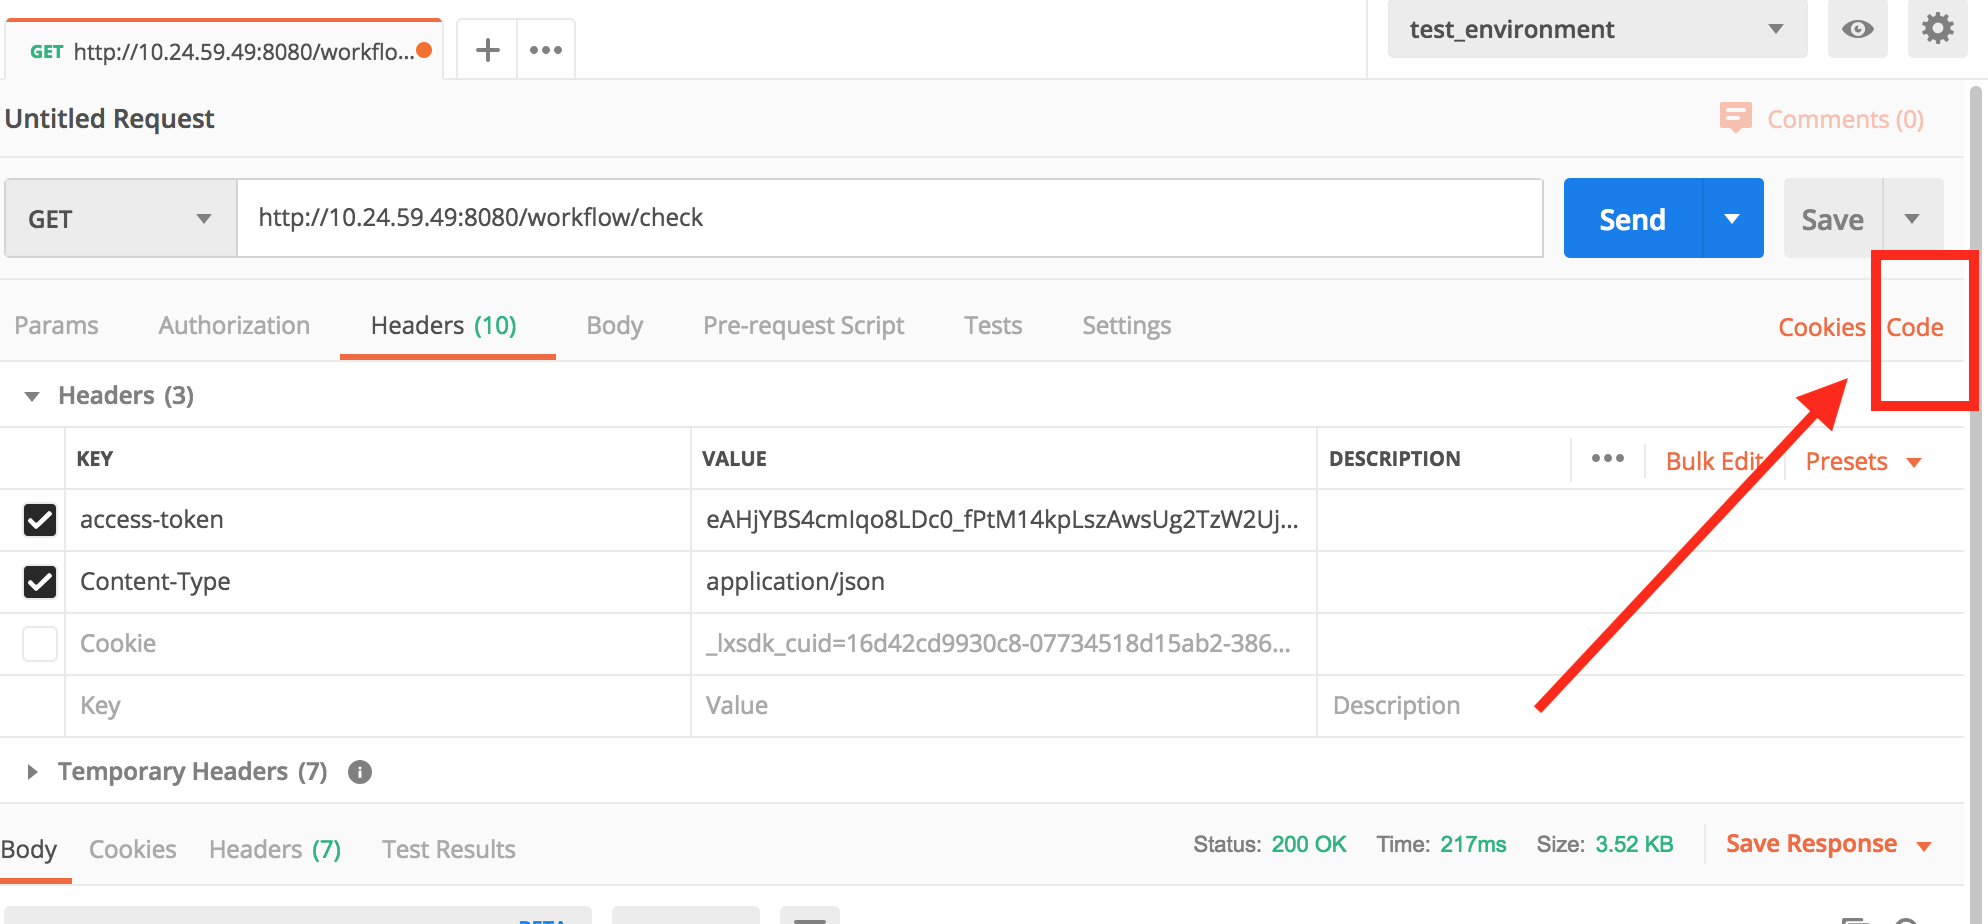 GET http://10.24.59.49:8080/workflo...
test_environment
Untitled Request
Comments (0)
GET
http://10.24.59.49:8080/workflow/check
Send
Save
Params Authorization Headers (10) Body Pre-request Script Tests Settings Cookies Code
Headers (3)
KEY VALUE DESCRIPTION Bulk Edit Presets
access-token eAHjYBS4cmIqo8LDc0_fPtM14kpLszAwsUg2TzW2Uj...
Content-Type application/json
Cookie _lxsdk_cuid=16d42cd9930c8-07734518d15ab2-386...
Key Value Description
Temporary Headers (7)
Body Cookies Headers (7) Test Results Status: 200 OK Time: 217ms Size: 3.52 KB Save Response
BETA